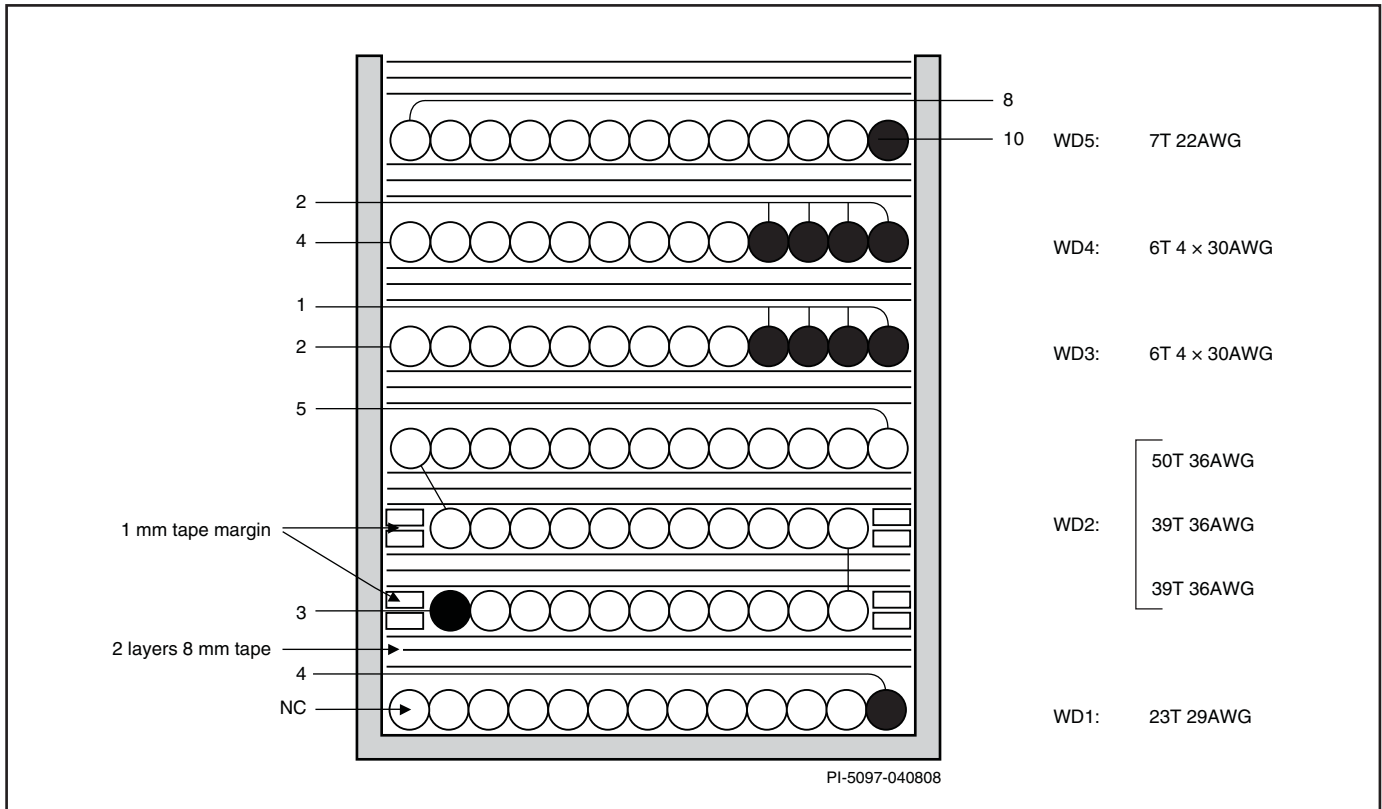 8
10
WD5: 7T 22AWG
2
4
WD4: 6T 4 × 30AWG
1
2
WD3: 6T 4 × 30AWG
5
50T 36AWG
1 mm tape margin
WD2: 39T 36AWG
39T 36AWG
3
2 layers 8 mm tape
4
NC
WD1: 23T 29AWG
PI-5097-040808